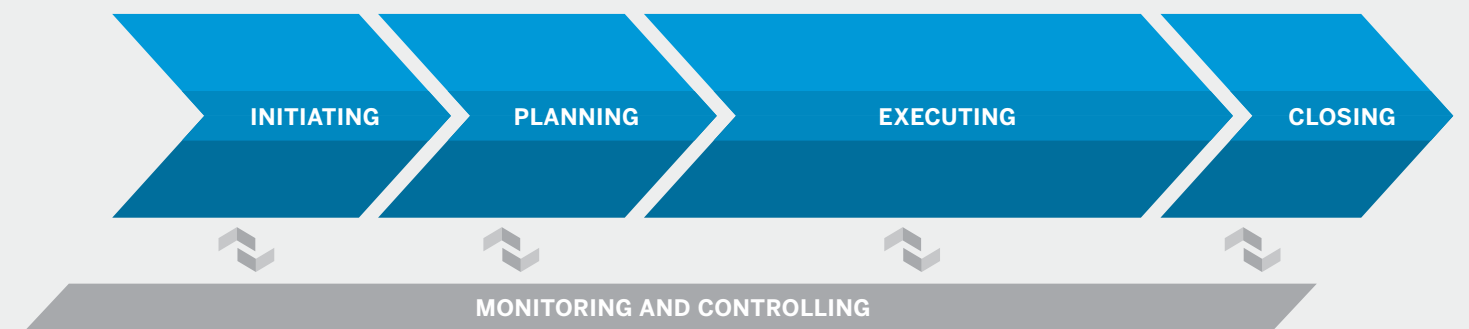 INITIATING
PLANNING
EXECUTING
CLOSING
MONITORING AND CONTROLLING